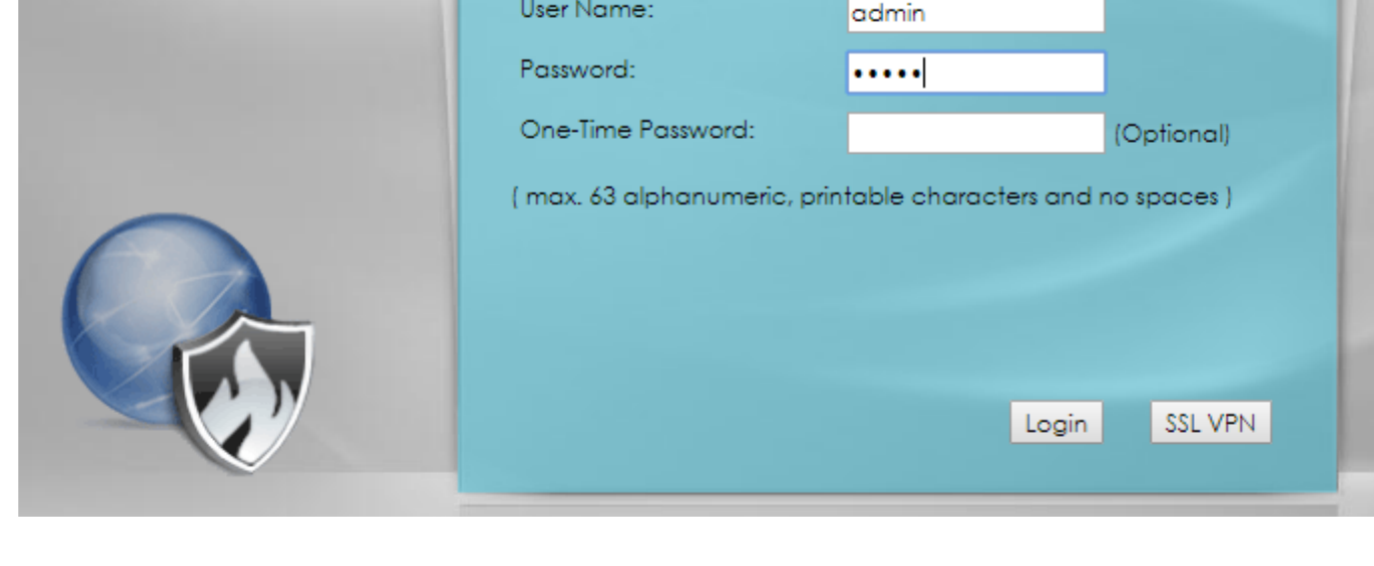 User Name: admin
Password: •••••
One-Time Password: (Optional)
( max. 63 alphanumeric, printable characters and no spaces )
Login SSL VPN